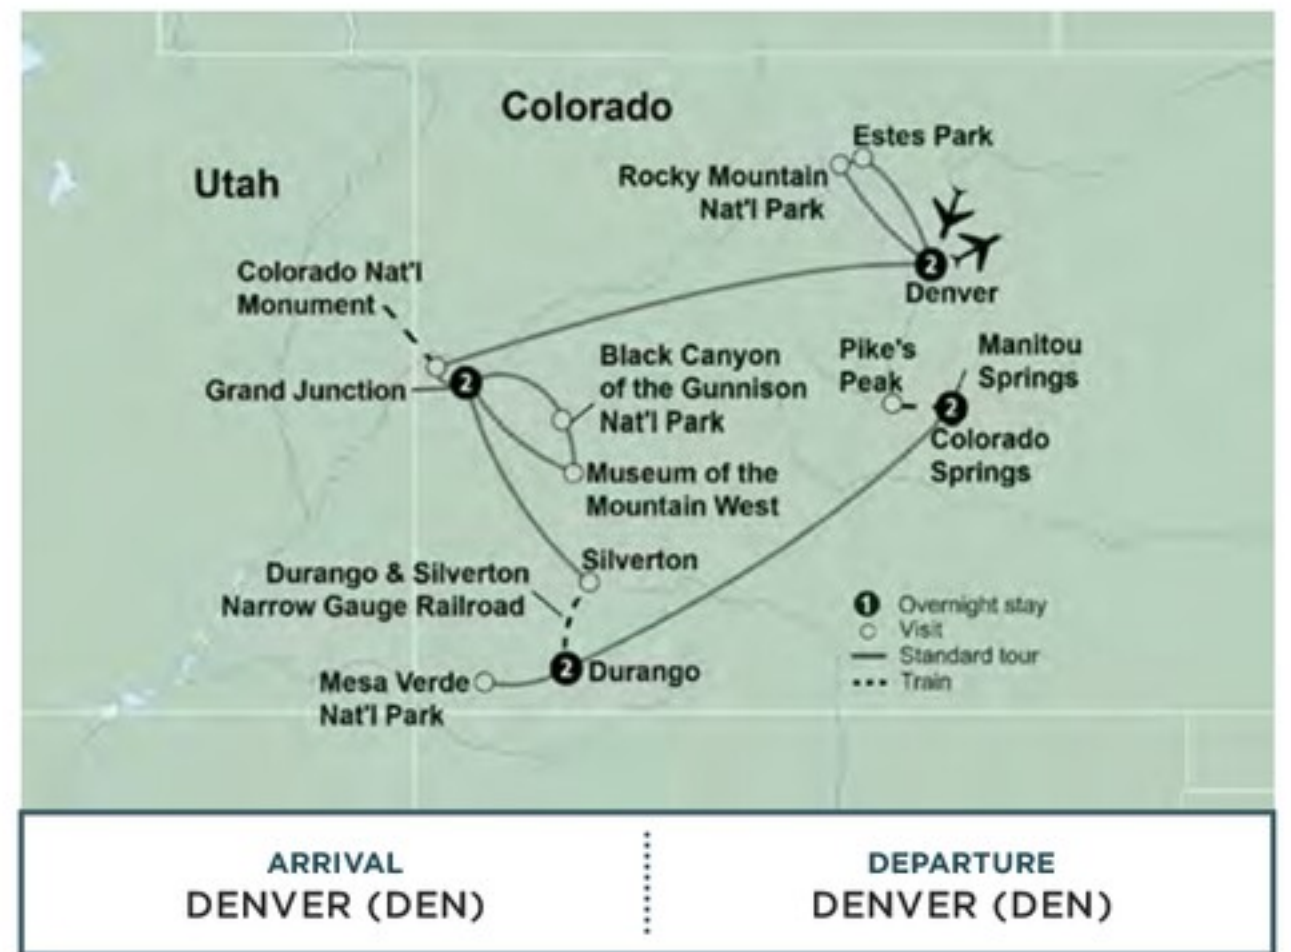 Colorado
Utah
Estes Park
Rocky Mountain
Nat'l Park
2
Denver
Colorado Nat'l
Monument
Grand Junction
2
Black Canyon
of the Gunnison
Nat'l Park
Museum of the
Mountain West
Pike's
Peak
Manitou
Springs
2
Colorado
Springs
Silverton
Durango & Silverton
Narrow Gauge Railroad
2 Durango
Mesa Verde
Nat'l Park
1 Overnight stay
Visit
Standard tour
Train
ARRIVAL
DENVER (DEN)
DEPARTURE
DENVER (DEN)